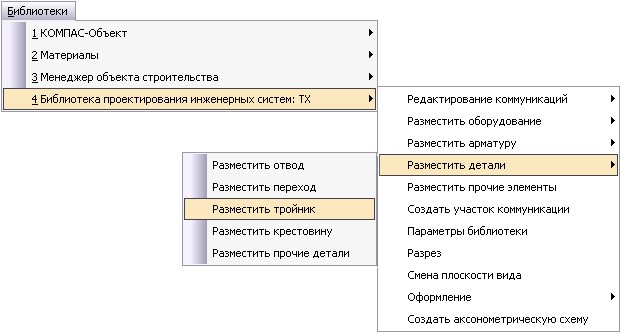 Библиотеки
1 КОМПАС-Объект
2 Материалы
3 Менеджер объекта строительства
4 Библиотека проектирования инженерных систем: ТХ
Редактирование коммуникаций
Разместить оборудование
Разместить арматуру
Разместить детали
Разместить прочие элементы
Создать участок коммуникации
Параметры библиотеки
Разрез
Смена плоскости вида
Оформление
Создать аксонометрическую схему
Разместить отвод
Разместить переход
Разместить тройник
Разместить крестовину
Разместить прочие детали